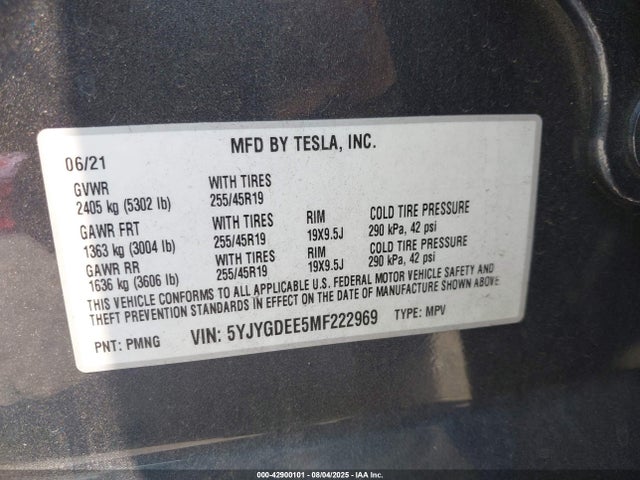 MFD BY TESLA, INC.
06/21
GVWR WITH TIRES
2405 kg (5302 lb) 255/45R19
GAWR FRT WITH TIRES RIM COLD TIRE PRESSURE
1363 kg (3004 lb) 255/45R19 19X9.5J 290 kPa, 42 psi
GAWR RR WITH TIRES RIM COLD TIRE PRESSURE
1636 kg (3606 lb) 255/45R19 19X9.5J 290 kPa, 42 psi
THIS VEHICLE CONFORMS TO ALL APPLICABLE U.S. FEDERAL MOTOR VEHICLE SAFETY AND
THEFT PREVENTION STANDARDS IN EFFECT ON THE DATE OF MANUFACTURE SHOWN ABOVE
PNT: PMNG VIN: 5YJYGDEE5MF222969 TYPE: MPV
000-42900101 - 08/04/2025 - IAA Inc.